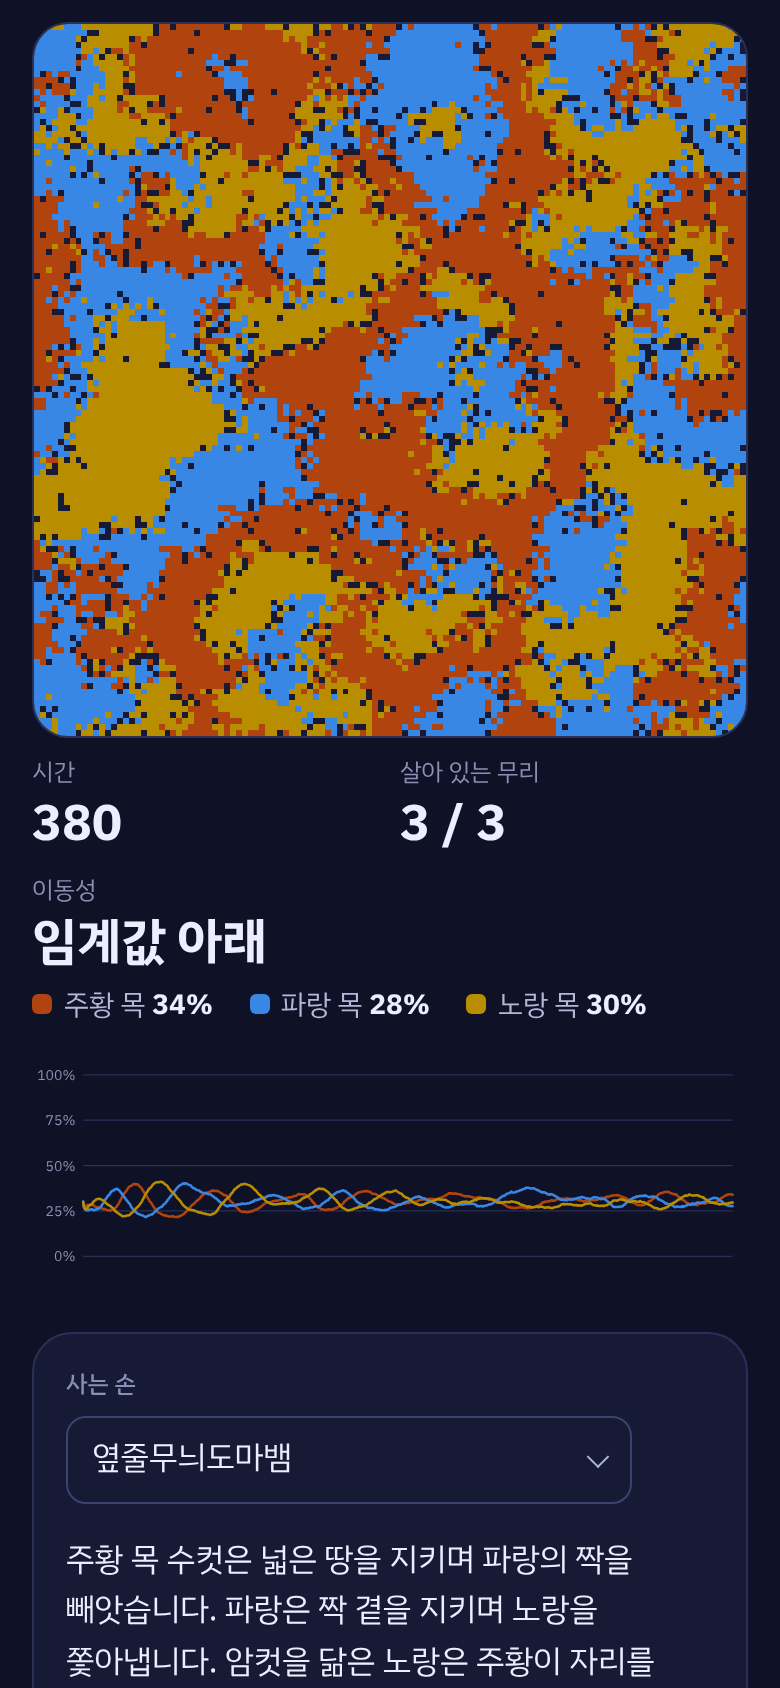 시간
380
살아 있는 무리
3 / 3
이동성
임계값 아래
주황 목 34% 파랑 목 28% 노랑 목 30%
100%
75%
50%
25%
0%
사는 손
옆줄무늬도마뱀
주황 목 수컷은 넓은 땅을 지키며 파랑의 짝을
빼앗습니다. 파랑은 짝 곁을 지키며 노랑을
쫓아냅니다. 암컷을 닮은 노랑은 주황이 자리를